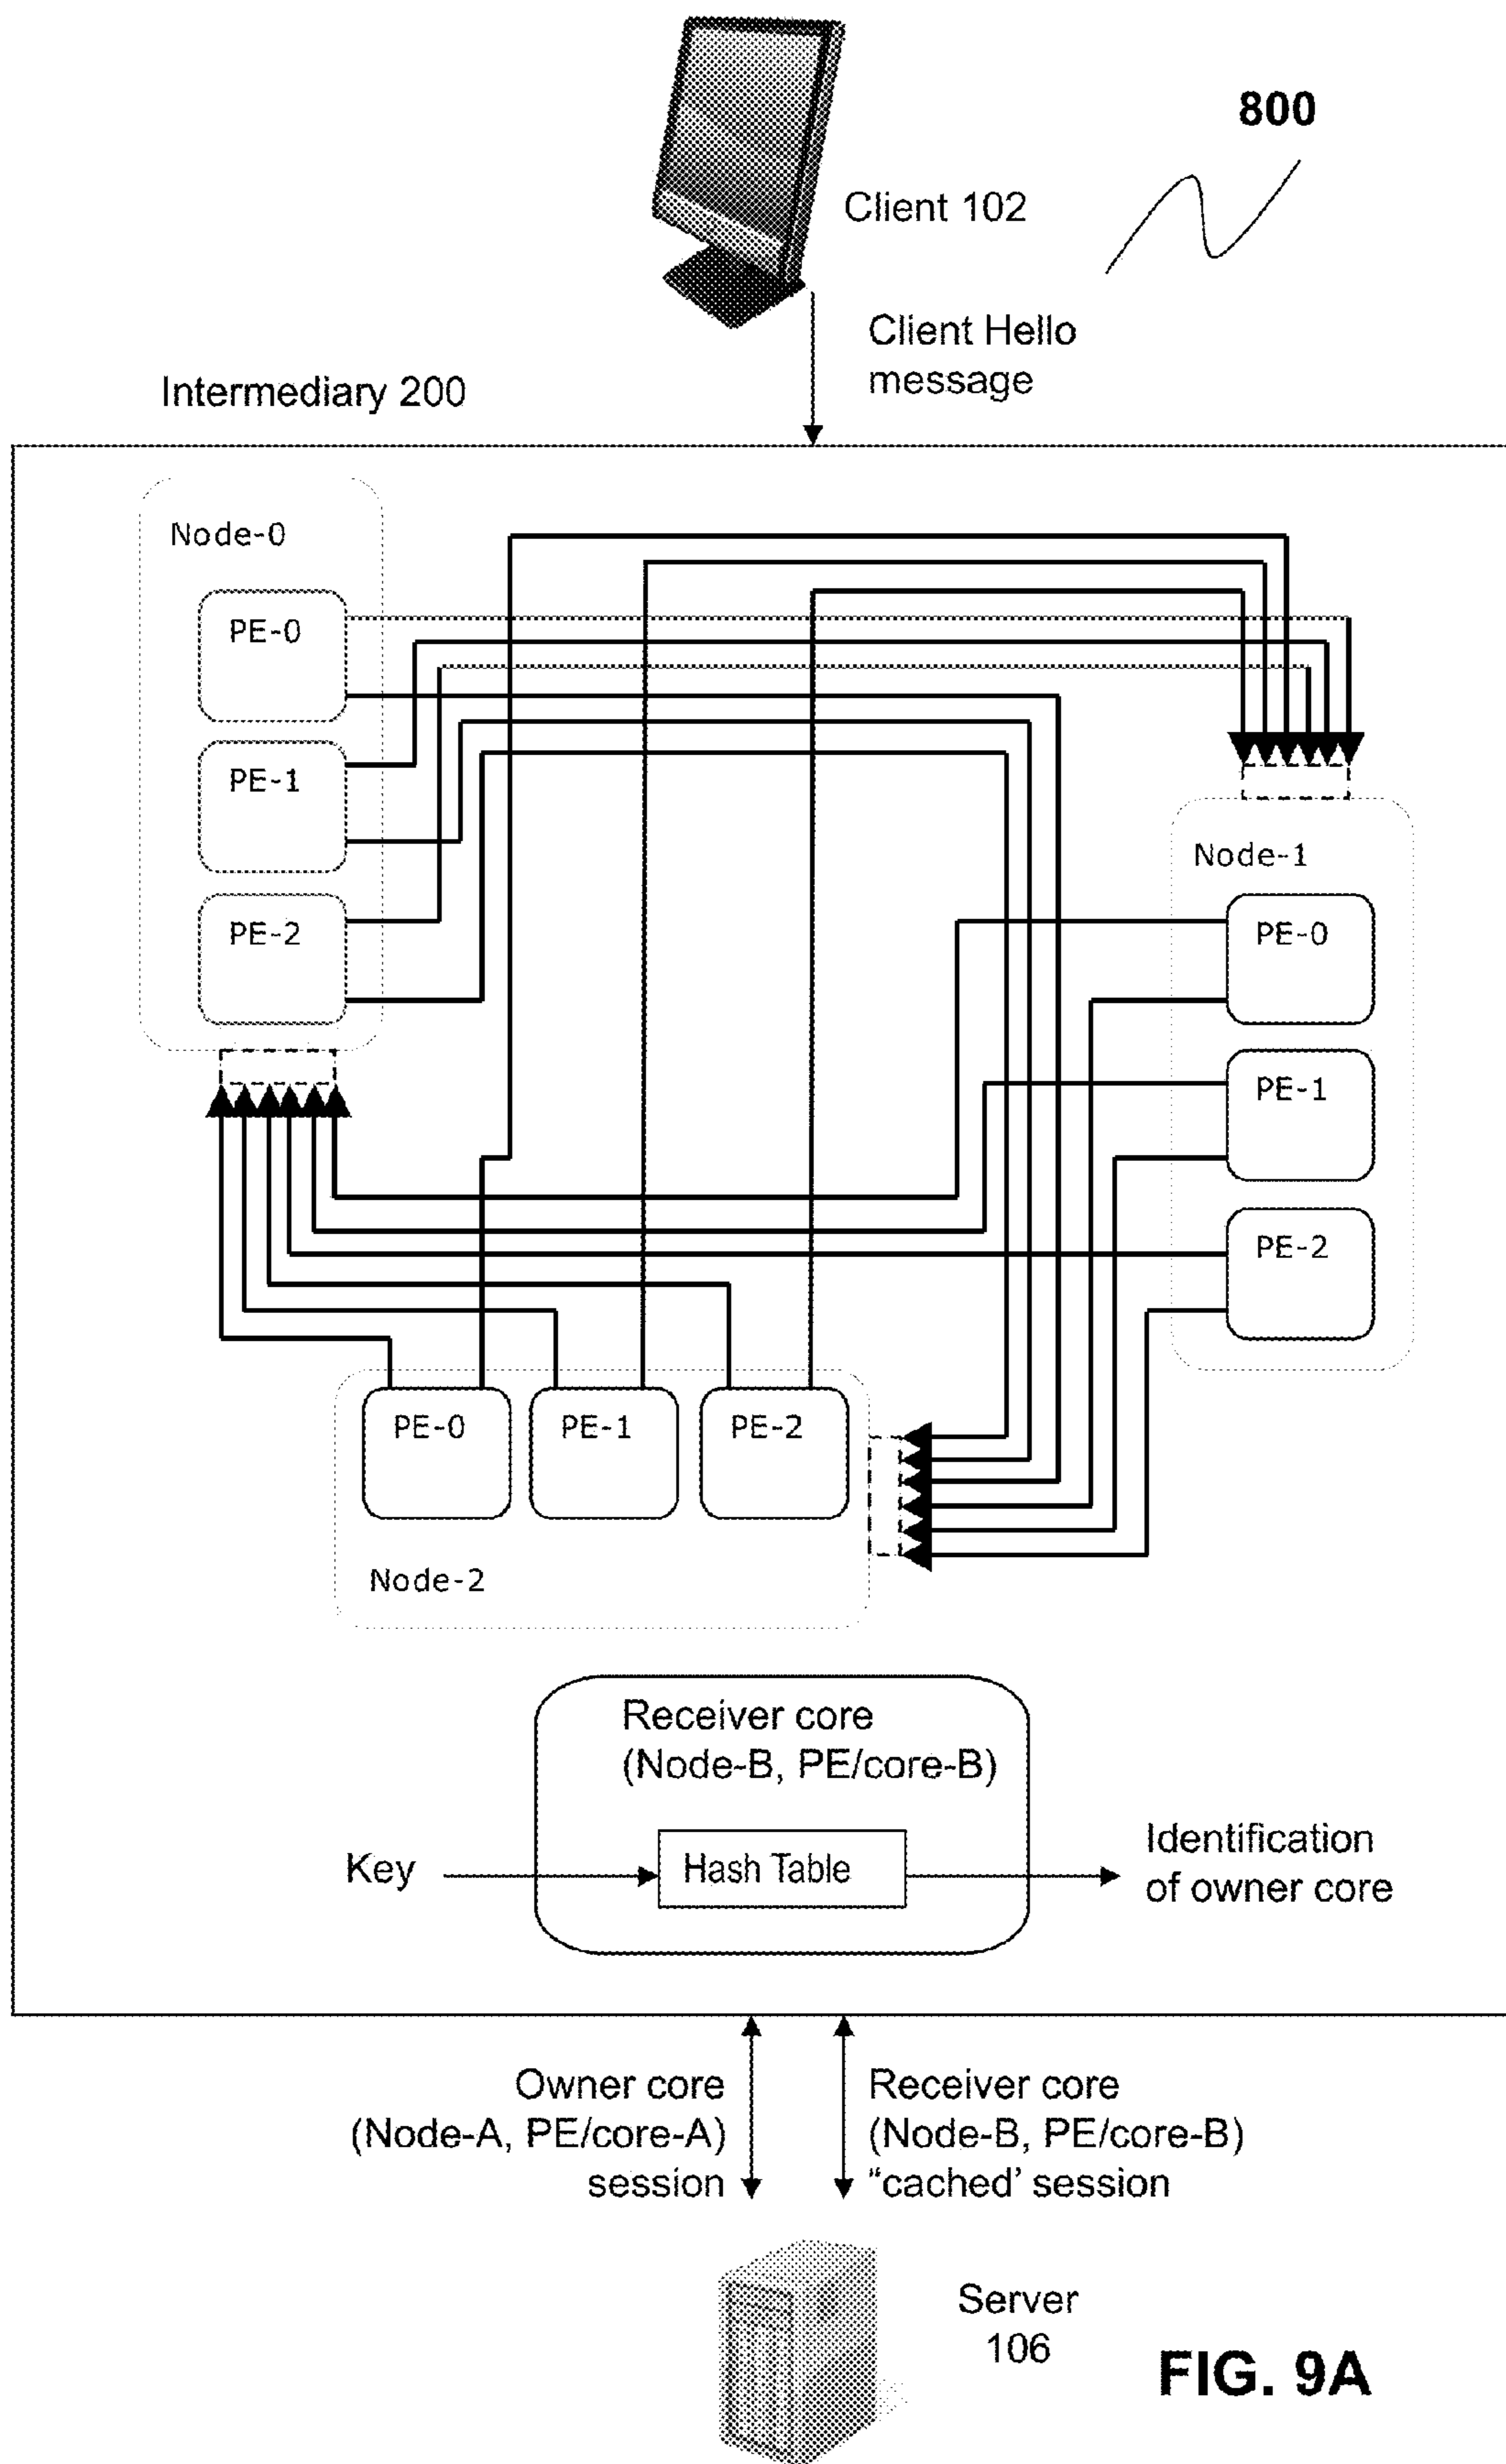 800
Client 102
Client Hello
message
Intermediary 200
Node-0
PE-0
PE-1
PE-2
Node-1
PE-0
PE-1
PE-2
PE-0
PE-1
PE-2
Node-2
Receiver core
(Node-B, PE/core-B)
Key
Hash Table
Identification
of owner core
Owner core
(Node-A, PE/core-A)
session
Receiver core
(Node-B, PE/core-B)
“cached’ session
Server
106
FIG. 9A